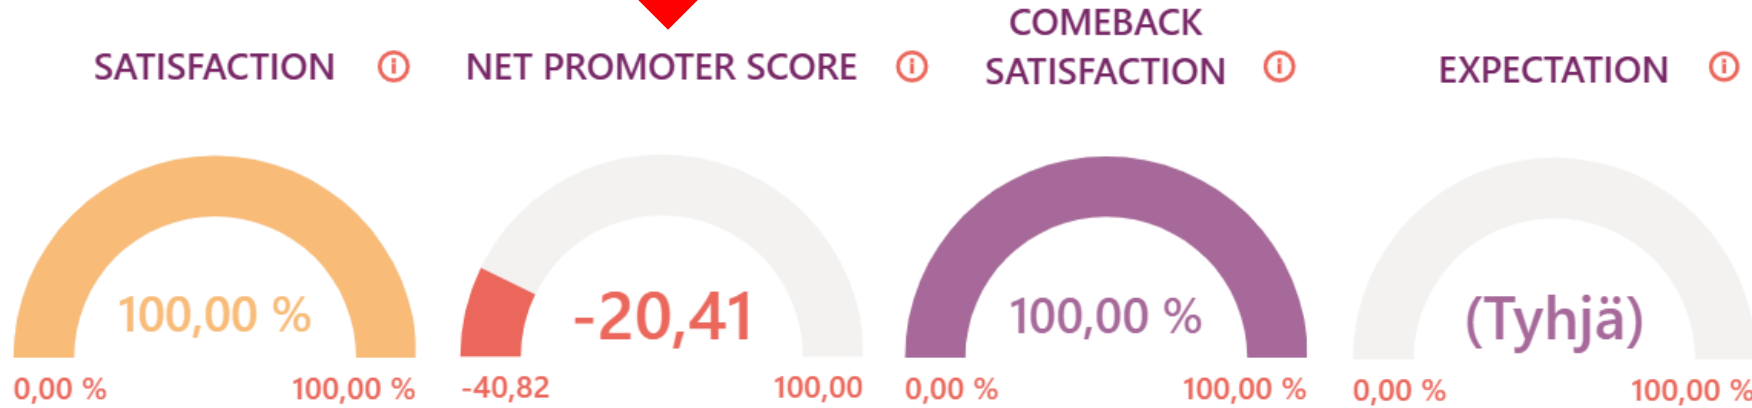 SATISFACTION
NET PROMOTER SCORE
COMEBACK
SATISFACTION
EXPECTATION
100,00 %
-20,41
100,00 %
(Tyhjä)
0,00 %
100,00 %
-40,82
100,00
0,00 %
100,00 %
0,00 %
100,00 %